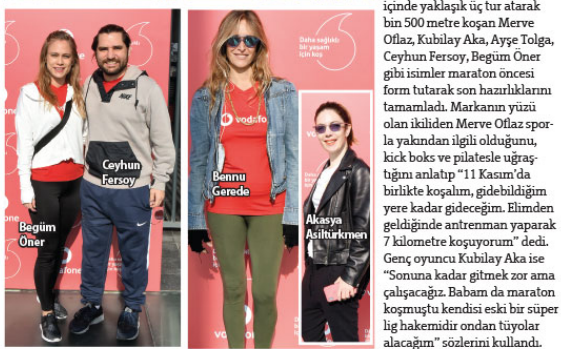 Daha sağlıklı
bir yaşam
için koş
vodafo
fone
Ceyhun
Fersoy
Begüm
Öner
Bennu
Gerede
Akasya
Asiltürkmen
içinde yaklaşık üç tur atarak
bin 500 metre koşan Merve
Oflaz, Kubilay Aka, Ayşe Tolga,
Ceyhun Fersoy, Begüm Öner
gibi isimler maraton öncesi
form tutarak son hazırlıklarını
tamamladı. Markanın yüzü
olan ikiliden Merve Oflaz spor-
la yakından ilgili olduğunu,
kick boks ve pilatesle uğraş-
tığını anlatıp “11 Kasım’da
birlikte koşalım, gidebildiğim
yere kadar gideceğim. Elimden
geldiğinde antrenman yaparak
7 kilometre koşuyorum” dedi.
Genç oyuncu Kubilay Aka ise
“Sonuna kadar gitmek zor ama
çalışacağız. Babam da maraton
koşmuştu kendisi eski bir süper
lig hakemidir ondan tüyolar
alacağım” sözlerini kullandı.